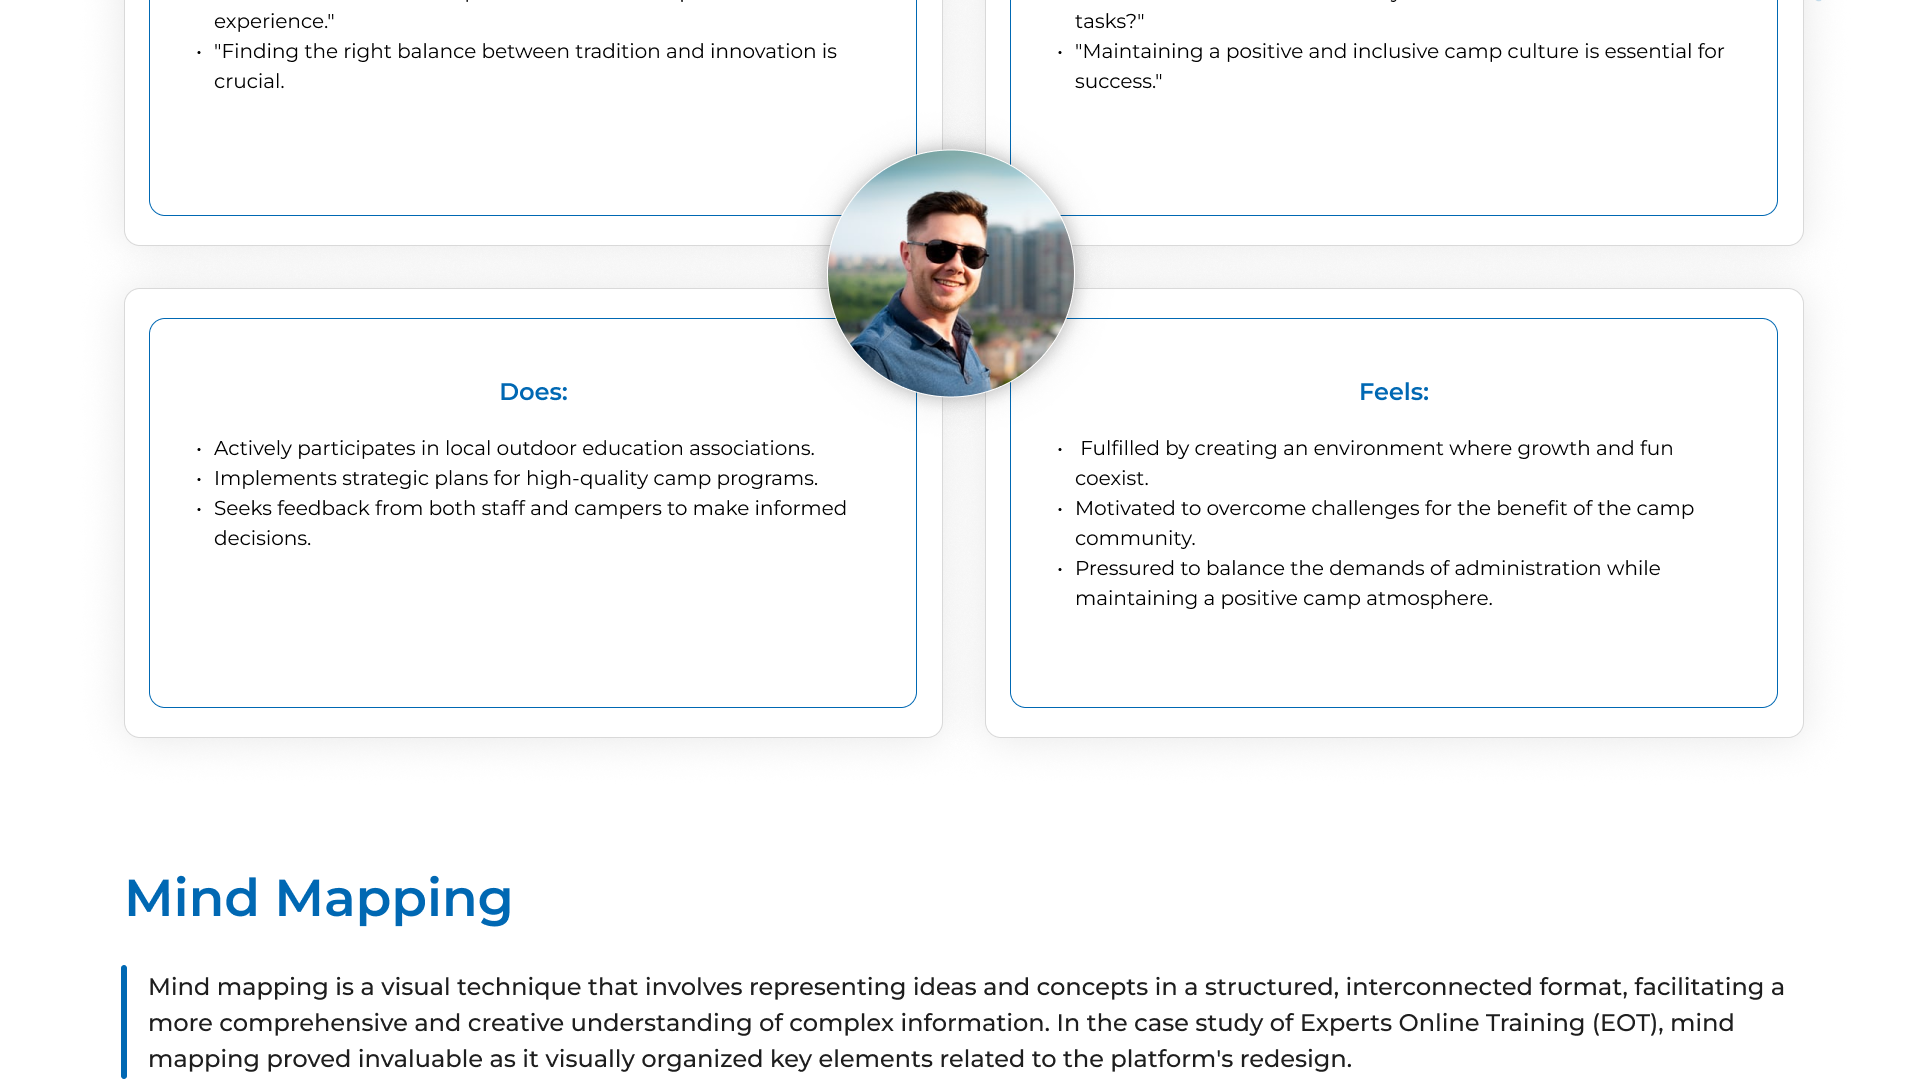 experience."
• "Finding the right balance between tradition and innovation is
crucial.
tasks?"
• "Maintaining a positive and inclusive camp culture is essential for
success."
Does:
• Actively participates in local outdoor education associations.
• Implements strategic plans for high-quality camp programs.
• Seeks feedback from both staff and campers to make informed
decisions.
Feels:
• Fulfilled by creating an environment where growth and fun
coexist.
• Motivated to overcome challenges for the benefit of the camp
community.
• Pressured to balance the demands of administration while
maintaining a positive camp atmosphere.
Mind Mapping
Mind mapping is a visual technique that involves representing ideas and concepts in a structured, interconnected format, facilitating a
more comprehensive and creative understanding of complex information. In the case study of Experts Online Training (EOT), mind
mapping proved invaluable as it visually organized key elements related to the platform's redesign.